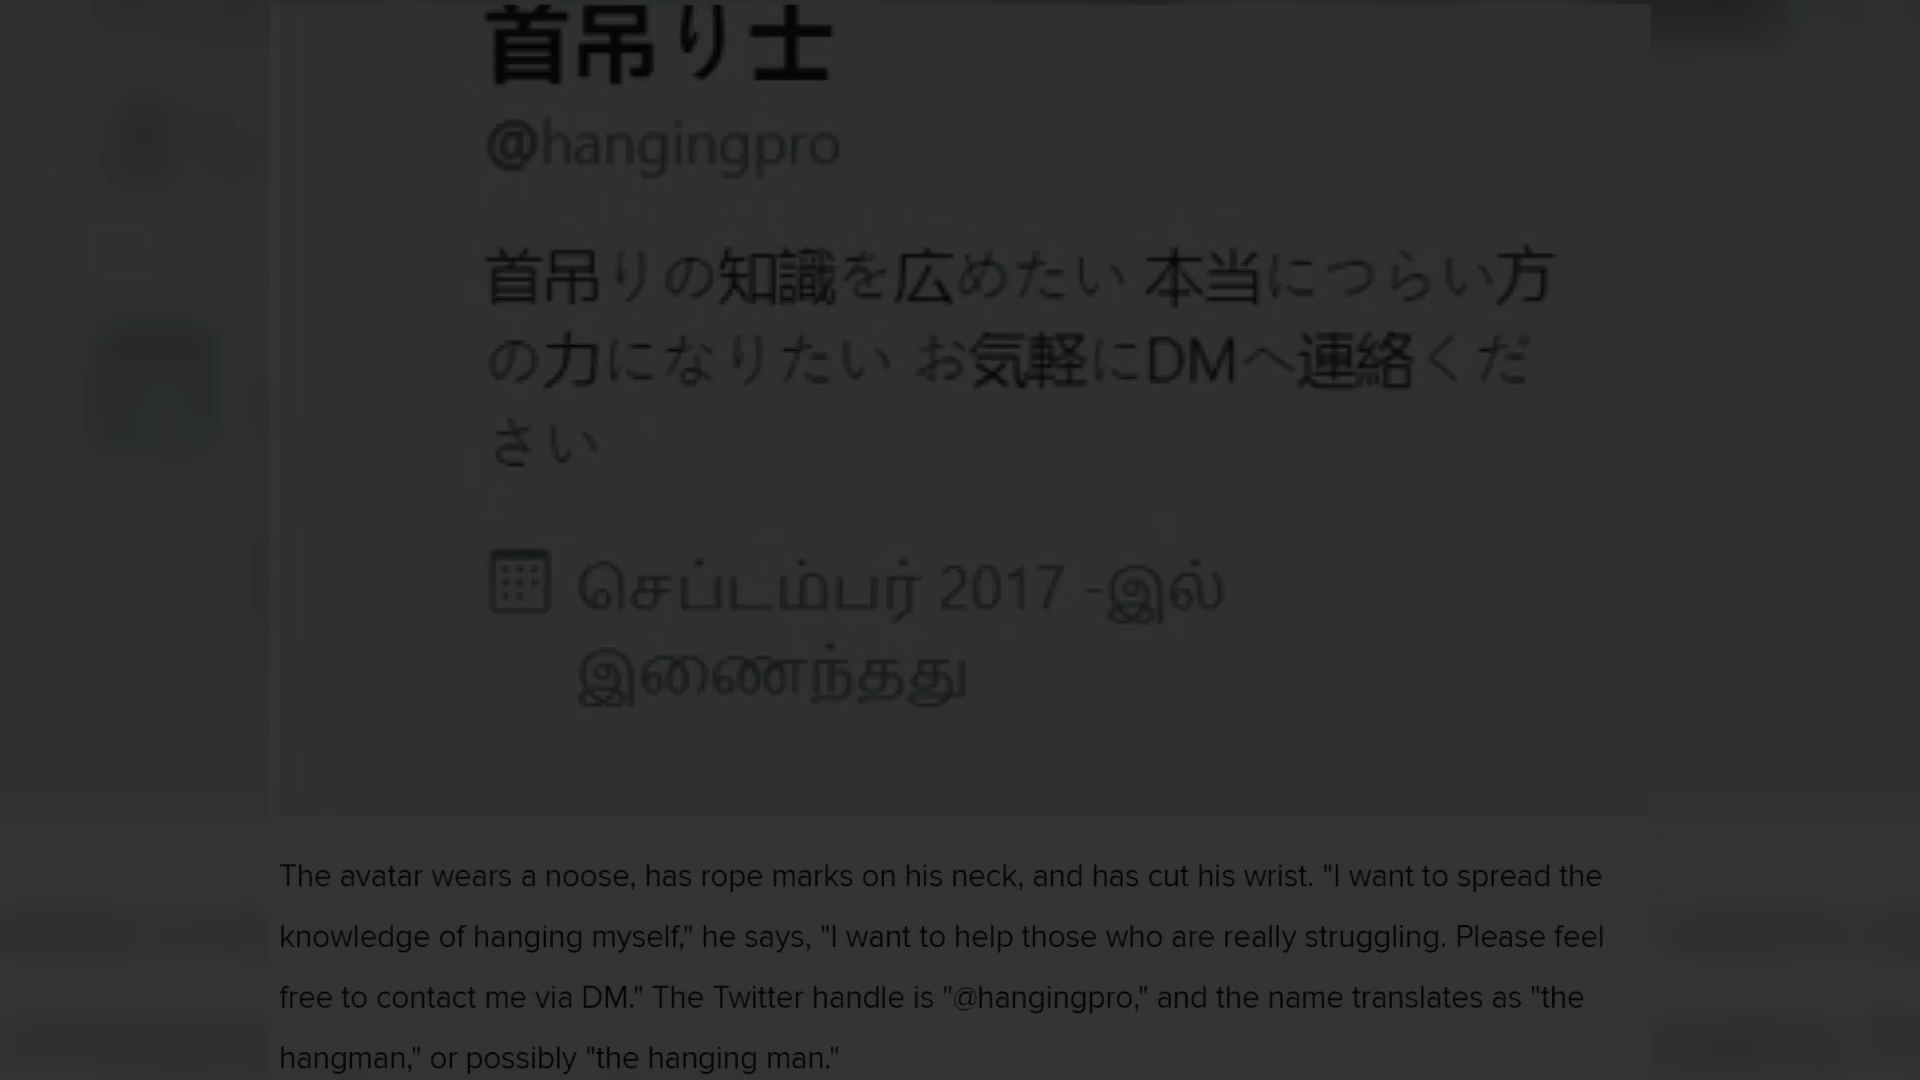 首吊り士
@hangingpro
首吊りの知識を広めたい 本当につらい方
の力になりたい お気軽にDMへ連絡くだ
さい
செப்டம்பர் 2017 -இல்
இணைந்தது
The avatar wears a noose, has rope marks on his neck, and has cut his wrist. "I want to spread the
knowledge of hanging myself," he says, "I want to help those who are really struggling. Please feel
free to contact me via DM." The Twitter handle is "@hangingpro," and the name translates as "the
hangman," or possibly "the hanging man."